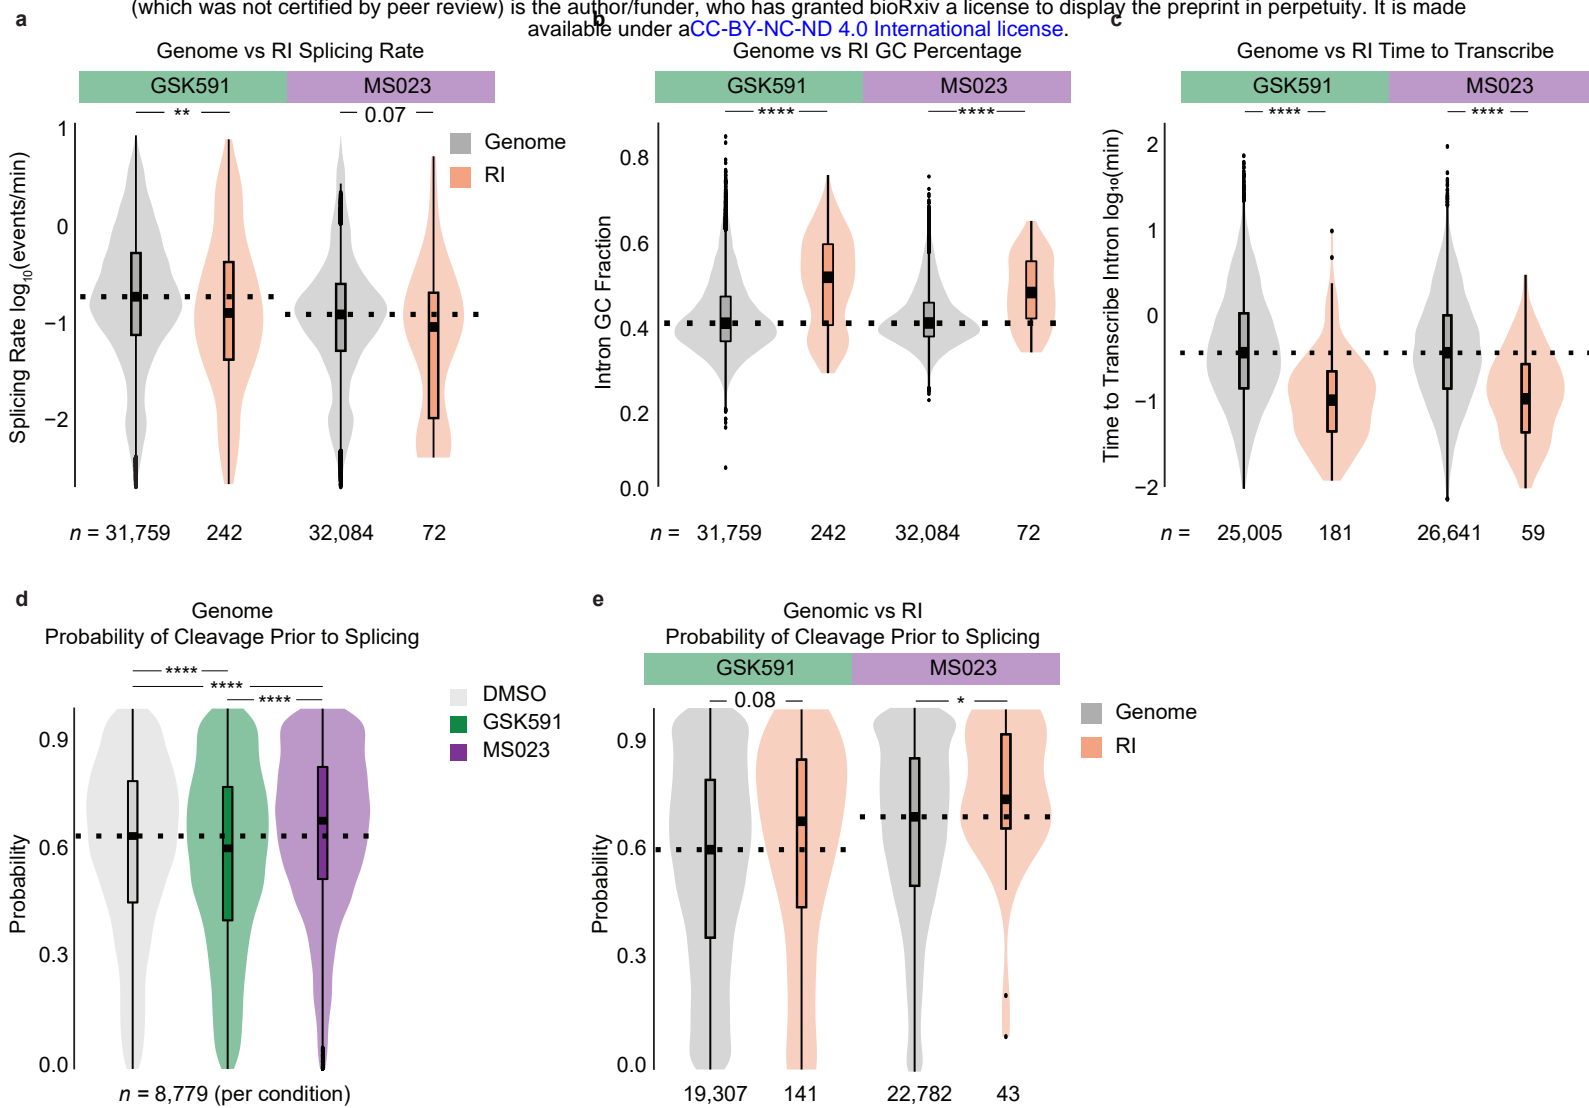 (which was not certified by peer review) is the author/funder, who has granted bioRxiv a license to display the preprint in perpetuity. It is made
available under aCC-BY-NC-ND 4.0 International license.
a
Genome vs RI Splicing Rate
GSK591 MS023
** 0.07
Genome
RI
Splicing Rate log10(events/min)
1
0
−1
−2
n = 31,759 242 32,084 72
b
Genome vs RI GC Percentage
GSK591 MS023
**** ****
Intron GC Fraction
0.8
0.6
0.4
0.2
0.0
n = 31,759 242 32,084 72
c
Genome vs RI Time to Transcribe
GSK591 MS023
**** ****
Time to Transcribe Intron log10(min)
2
1
0
−1
−2
n = 25,005 181 26,641 59
d
Genome
Probability of Cleavage Prior to Splicing
****
****
****
DMSO
GSK591
MS023
Probability
0.9
0.6
0.3
0.0
n = 8,779 (per condition)
e
Genomic vs RI
Probability of Cleavage Prior to Splicing
GSK591 MS023
0.08 *
Genome
RI
Probability
0.9
0.6
0.3
0.0
19,307 141 22,782 43